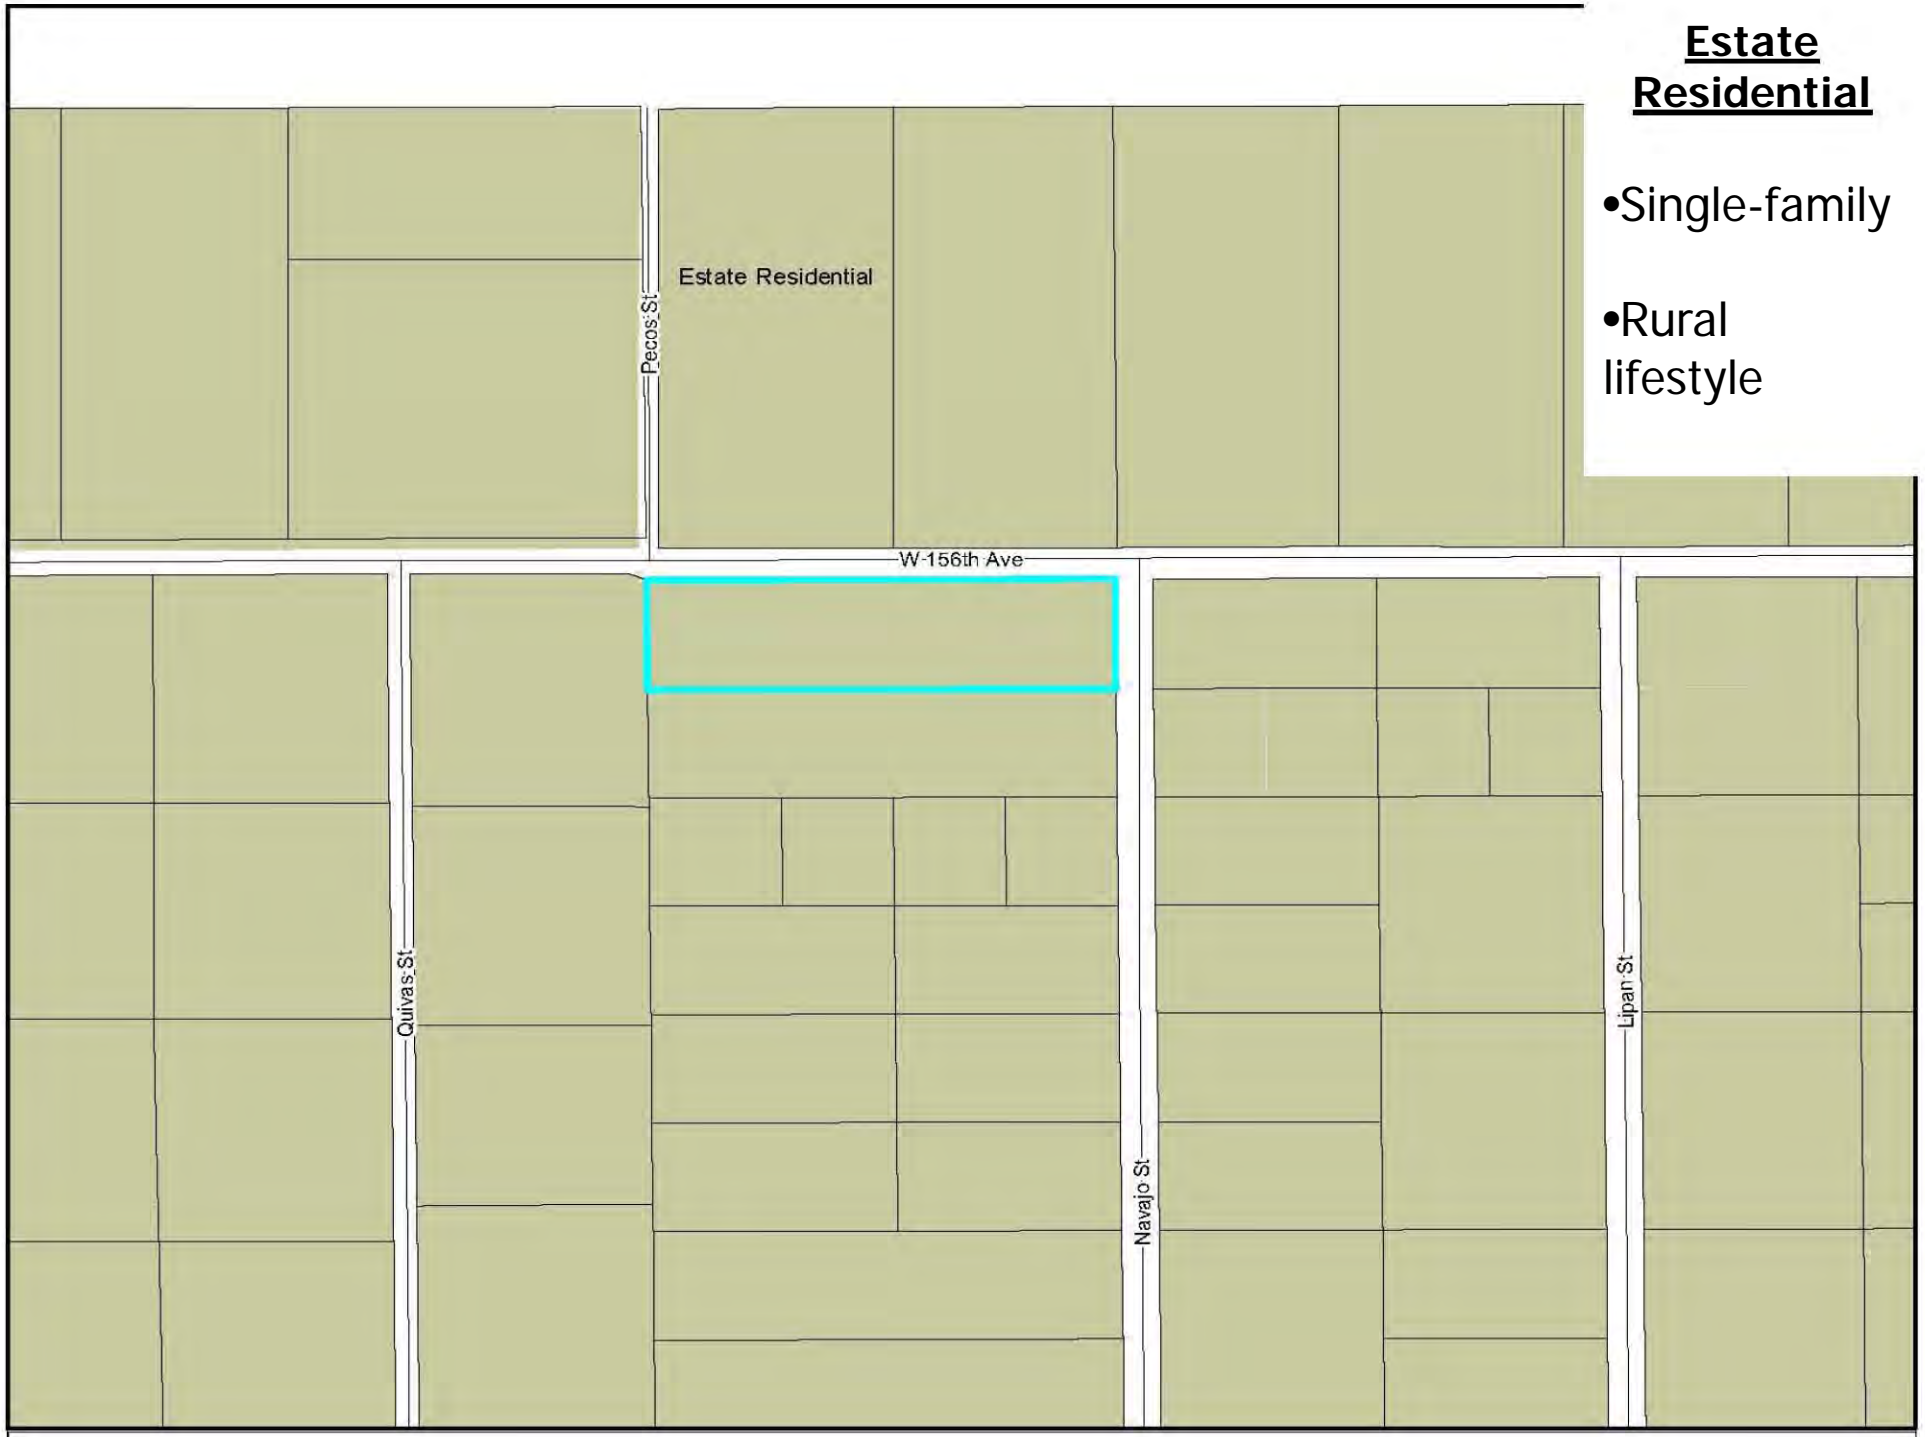 Estate
Residential
•Single-family
•Rural
lifestyle
Estate Residential
Pecos St
W 156th Ave
Quivas St
Lipan St
Navajo St